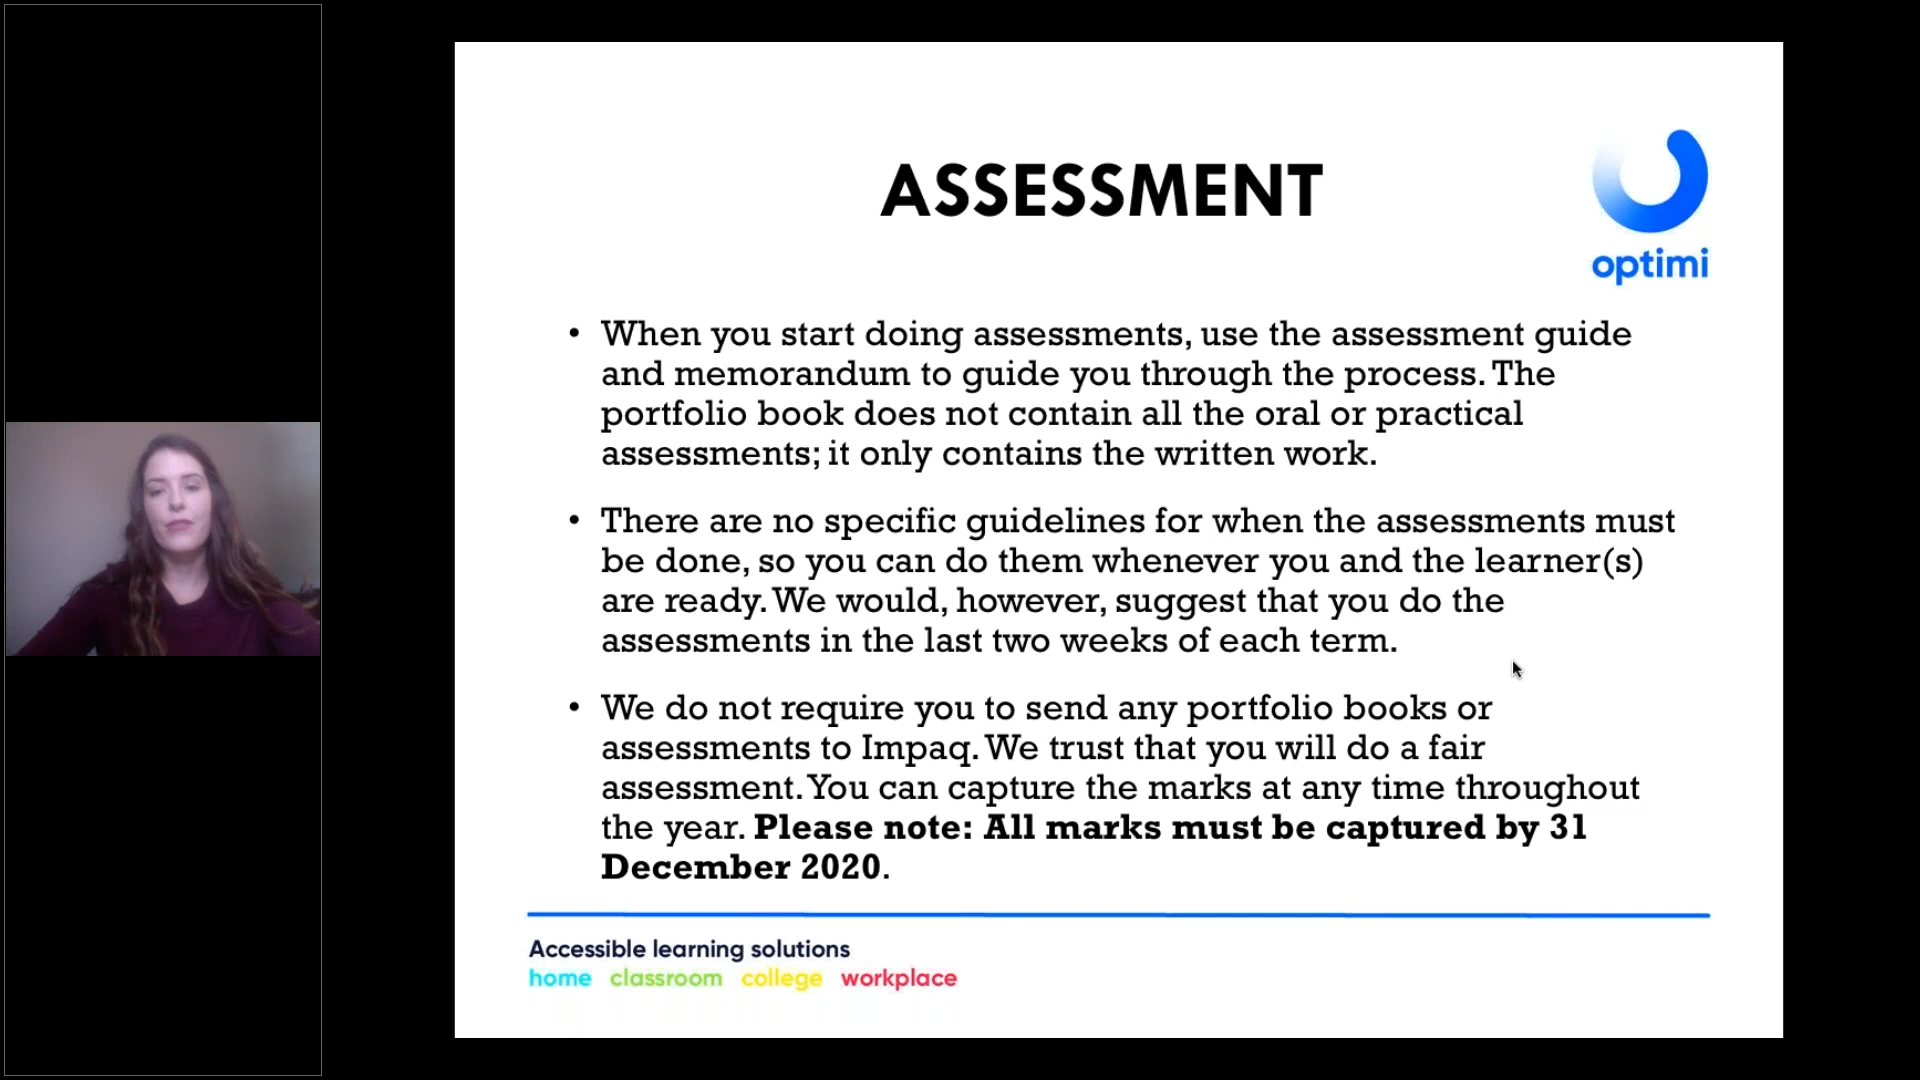 ASSESSMENT
optimi
• When you start doing assessments, use the assessment guide
and memorandum to guide you through the process. The
portfolio book does not contain all the oral or practical
assessments; it only contains the written work.
• There are no specific guidelines for when the assessments must
be done, so you can do them whenever you and the learner(s)
are ready. We would, however, suggest that you do the
assessments in the last two weeks of each term.
• We do not require you to send any portfolio books or
assessments to Impaq. We trust that you will do a fair
assessment. You can capture the marks at any time throughout
the year. Please note: All marks must be captured by 31
December 2020.
Accessible learning solutions
home classroom college workplace